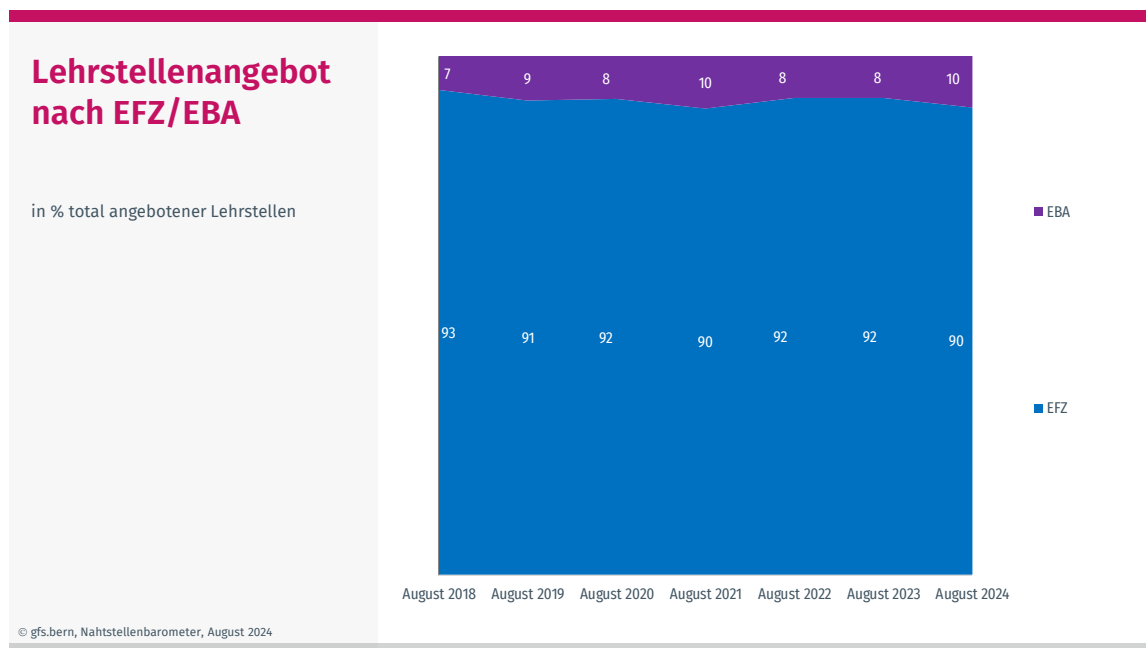 Lehrstellenangebot
nach EFZ/EBA
in % total angebotener Lehrstellen
7 9 8 10 8 8 10
EBA
93 91 92 90 92 92 90
EFZ
August 2018 August 2019 August 2020 August 2021 August 2022 August 2023 August 2024
© gfs.bern, Nahtstellenbarometer, August 2024